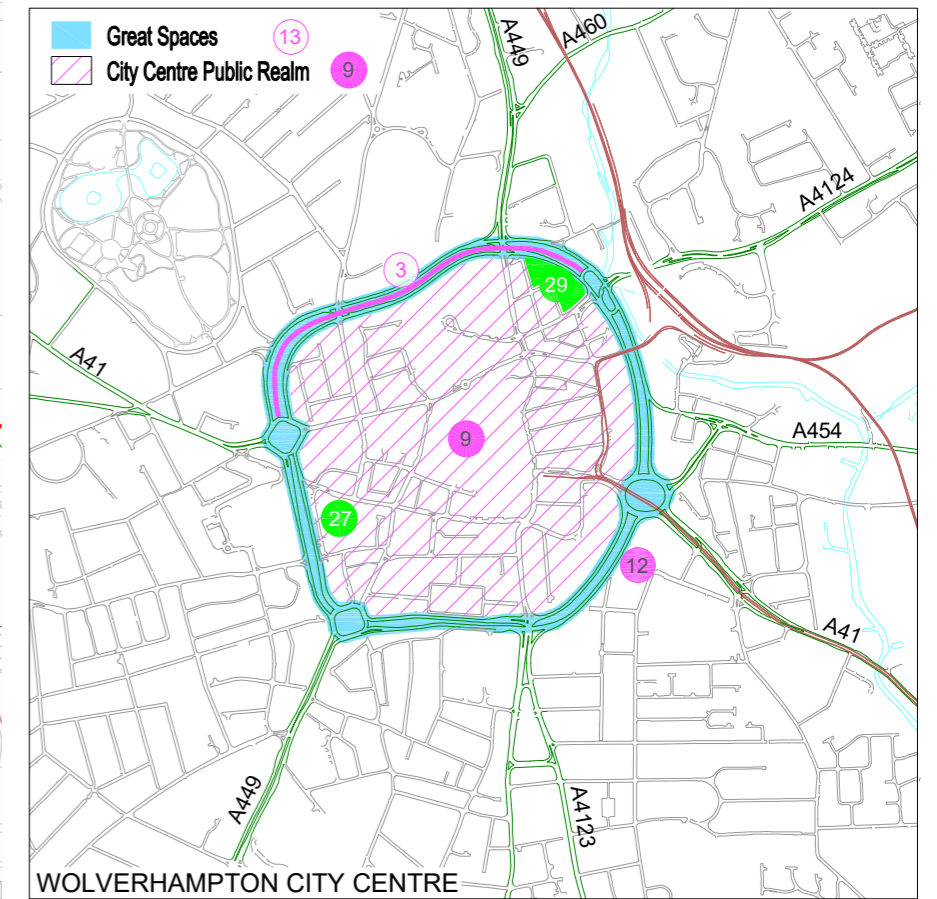 Great Spaces 13
City Centre Public Realm 9
A449
A460
A4124
3
29
A41
A454
9
27
12
A41
A449
A4123
WOLVERHAMPTON CITY CENTRE